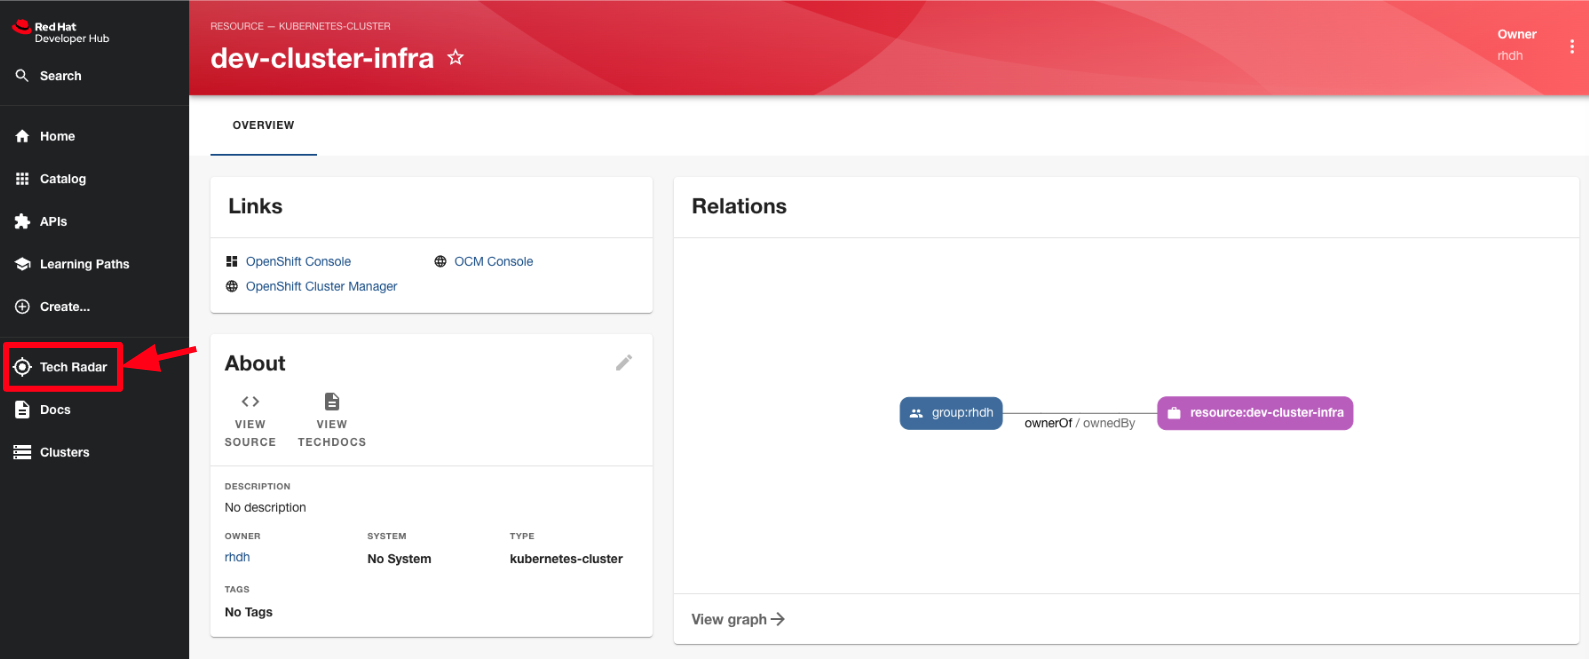 Red Hat
Developer Hub
Search
Home
Catalog
APIs
Learning Paths
Create...
Tech Radar
Docs
Clusters
RESOURCE — KUBERNETES-CLUSTER
dev-cluster-infra
Owner
rhdh
OVERVIEW
Links
OpenShift Console
OCM Console
OpenShift Cluster Manager
About
VIEW
SOURCE
VIEW
TECHDOCS
DESCRIPTION
No description
OWNER
rhdh
SYSTEM
No System
TYPE
kubernetes-cluster
TAGS
No Tags
Relations
group:rhdh
ownerOf / ownedBy
resource:dev-cluster-infra
View graph